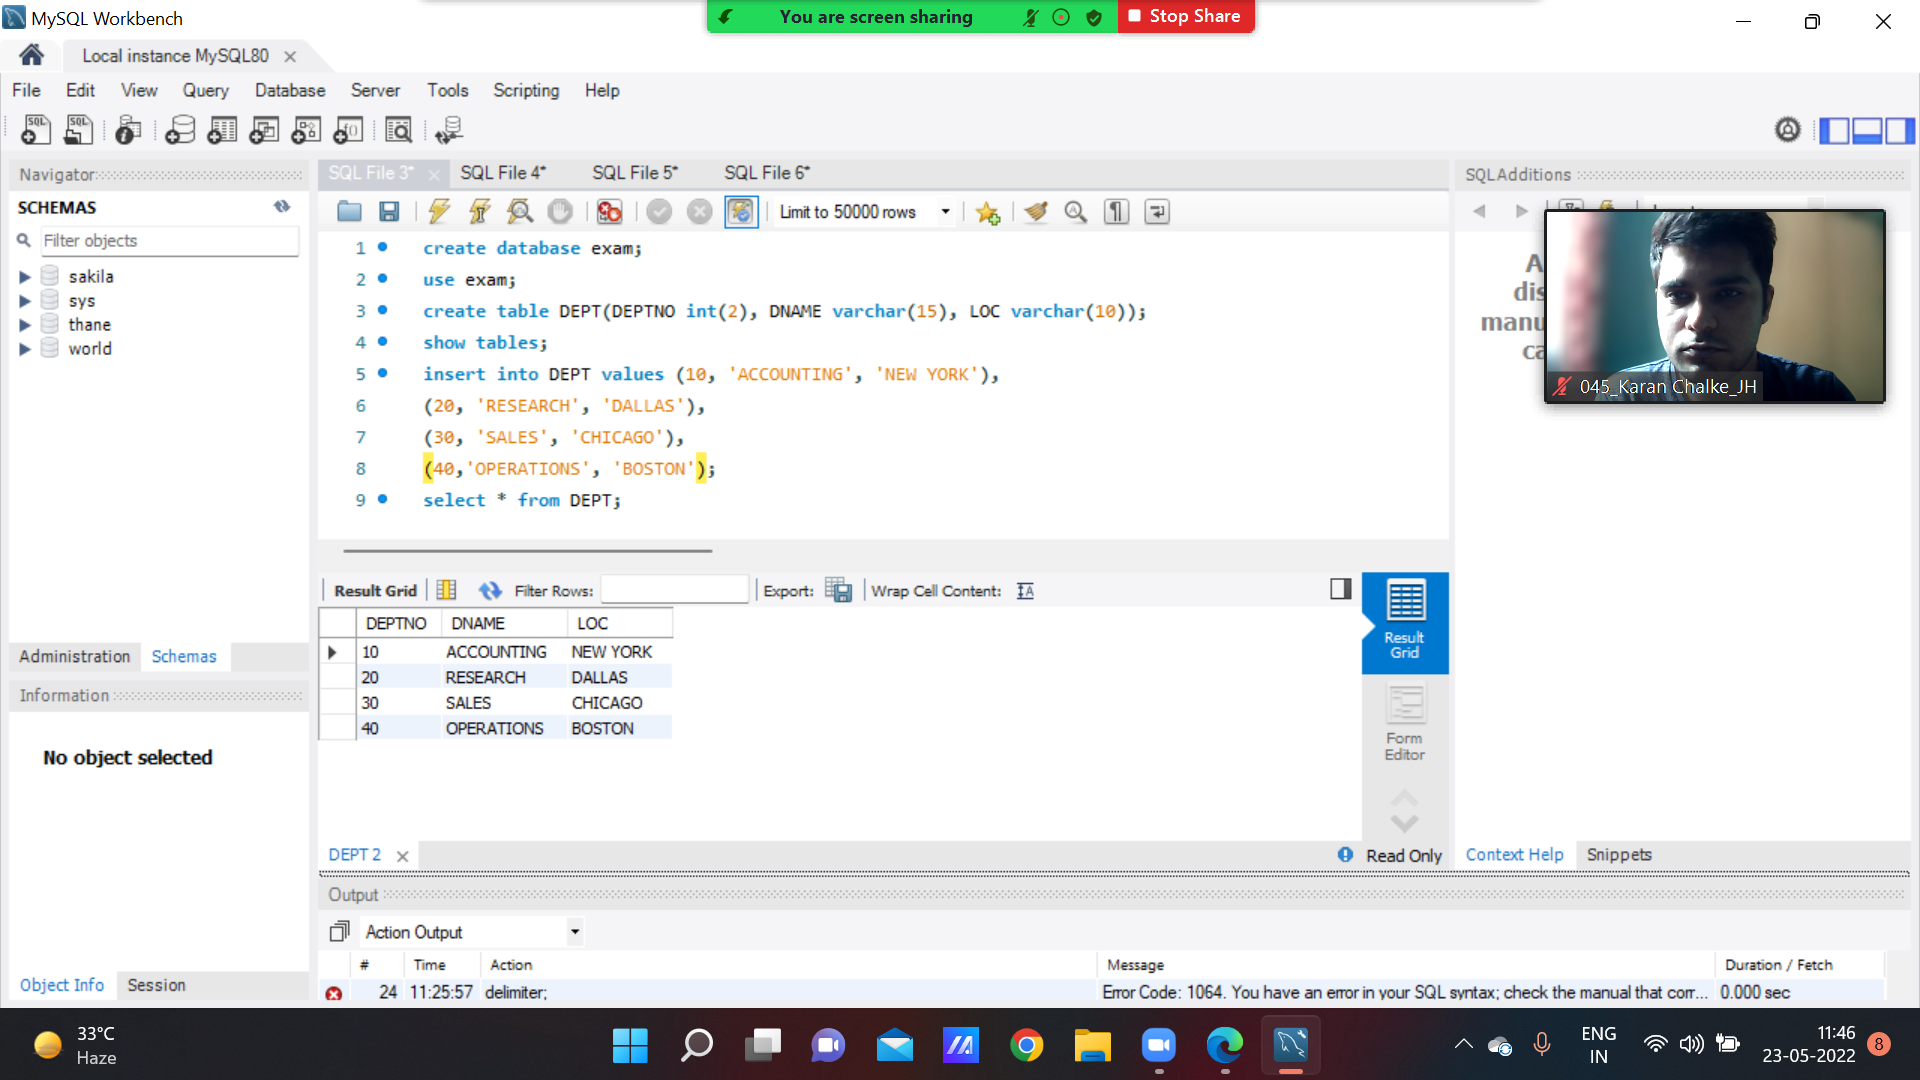 MySQL Workbench
You are screen sharing
Stop Share
Local instance MySQL80
File Edit View Query Database Server Tools Scripting Help
Navigator
SCHEMAS
Filter objects
sakila
sys
thane
world
Administration Schemas
Information
No object selected
Object Info Session
SQL File 3* SQL File 4* SQL File 5* SQL File 6*
Limit to 50000 rows
1 create database exam;
2 use exam;
3 create table DEPT(DEPTNO int(2), DNAME varchar(15), LOC varchar(10));
4 show tables;
5 insert into DEPT values (10, 'ACCOUNTING', 'NEW YORK'),
6 (20, 'RESEARCH', 'DALLAS'),
7 (30, 'SALES', 'CHICAGO'),
8 (40,'OPERATIONS', 'BOSTON');
9 select * from DEPT;
Result Grid Filter Rows: Export: Wrap Cell Content:
DEPTNO DNAME LOC
10 ACCOUNTING NEW YORK
20 RESEARCH DALLAS
30 SALES CHICAGO
40 OPERATIONS BOSTON
Result
Grid
Form
Editor
DEPT 2
Read Only
SQLAdditions
045_Karan Chalke_JH
Context Help Snippets
Output
Action Output
# Time Action Message Duration / Fetch
24 11:25:57 delimiter; Error Code: 1064. You have an error in your SQL syntax; check the manual that corr... 0.000 sec
33°C
Haze
ENG
IN
11:46
23-05-2022
8